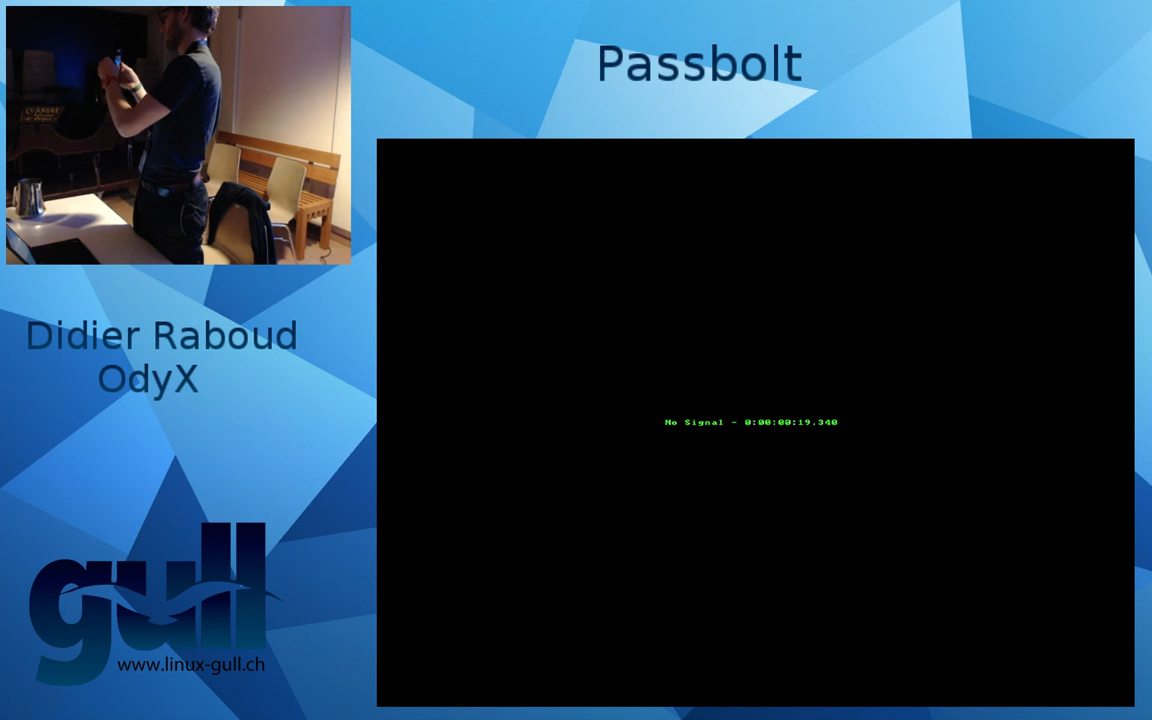 Passbolt
Didier Raboud
OdyX
No Signal - 0:00:00:19.340
gull
www.linux-gull.ch